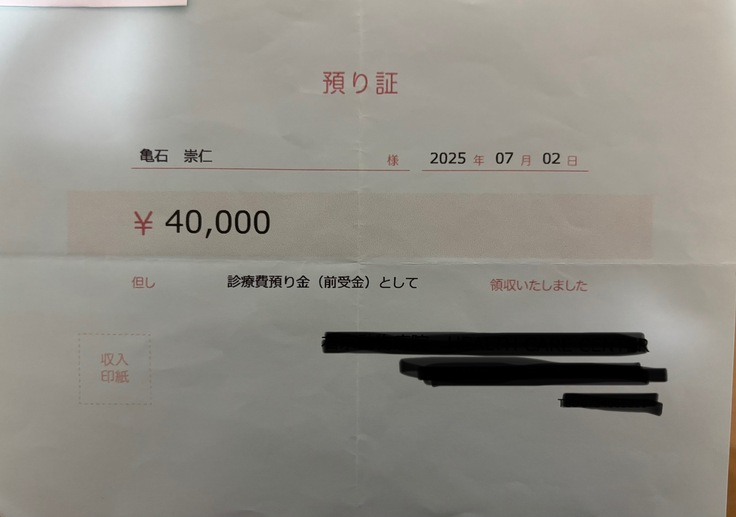 預り証
亀石　崇仁 様 2025 年 07 月 02 日
¥ 40,000
但し 診療費預り金（前受金）として 領収いたしました
収入
印紙